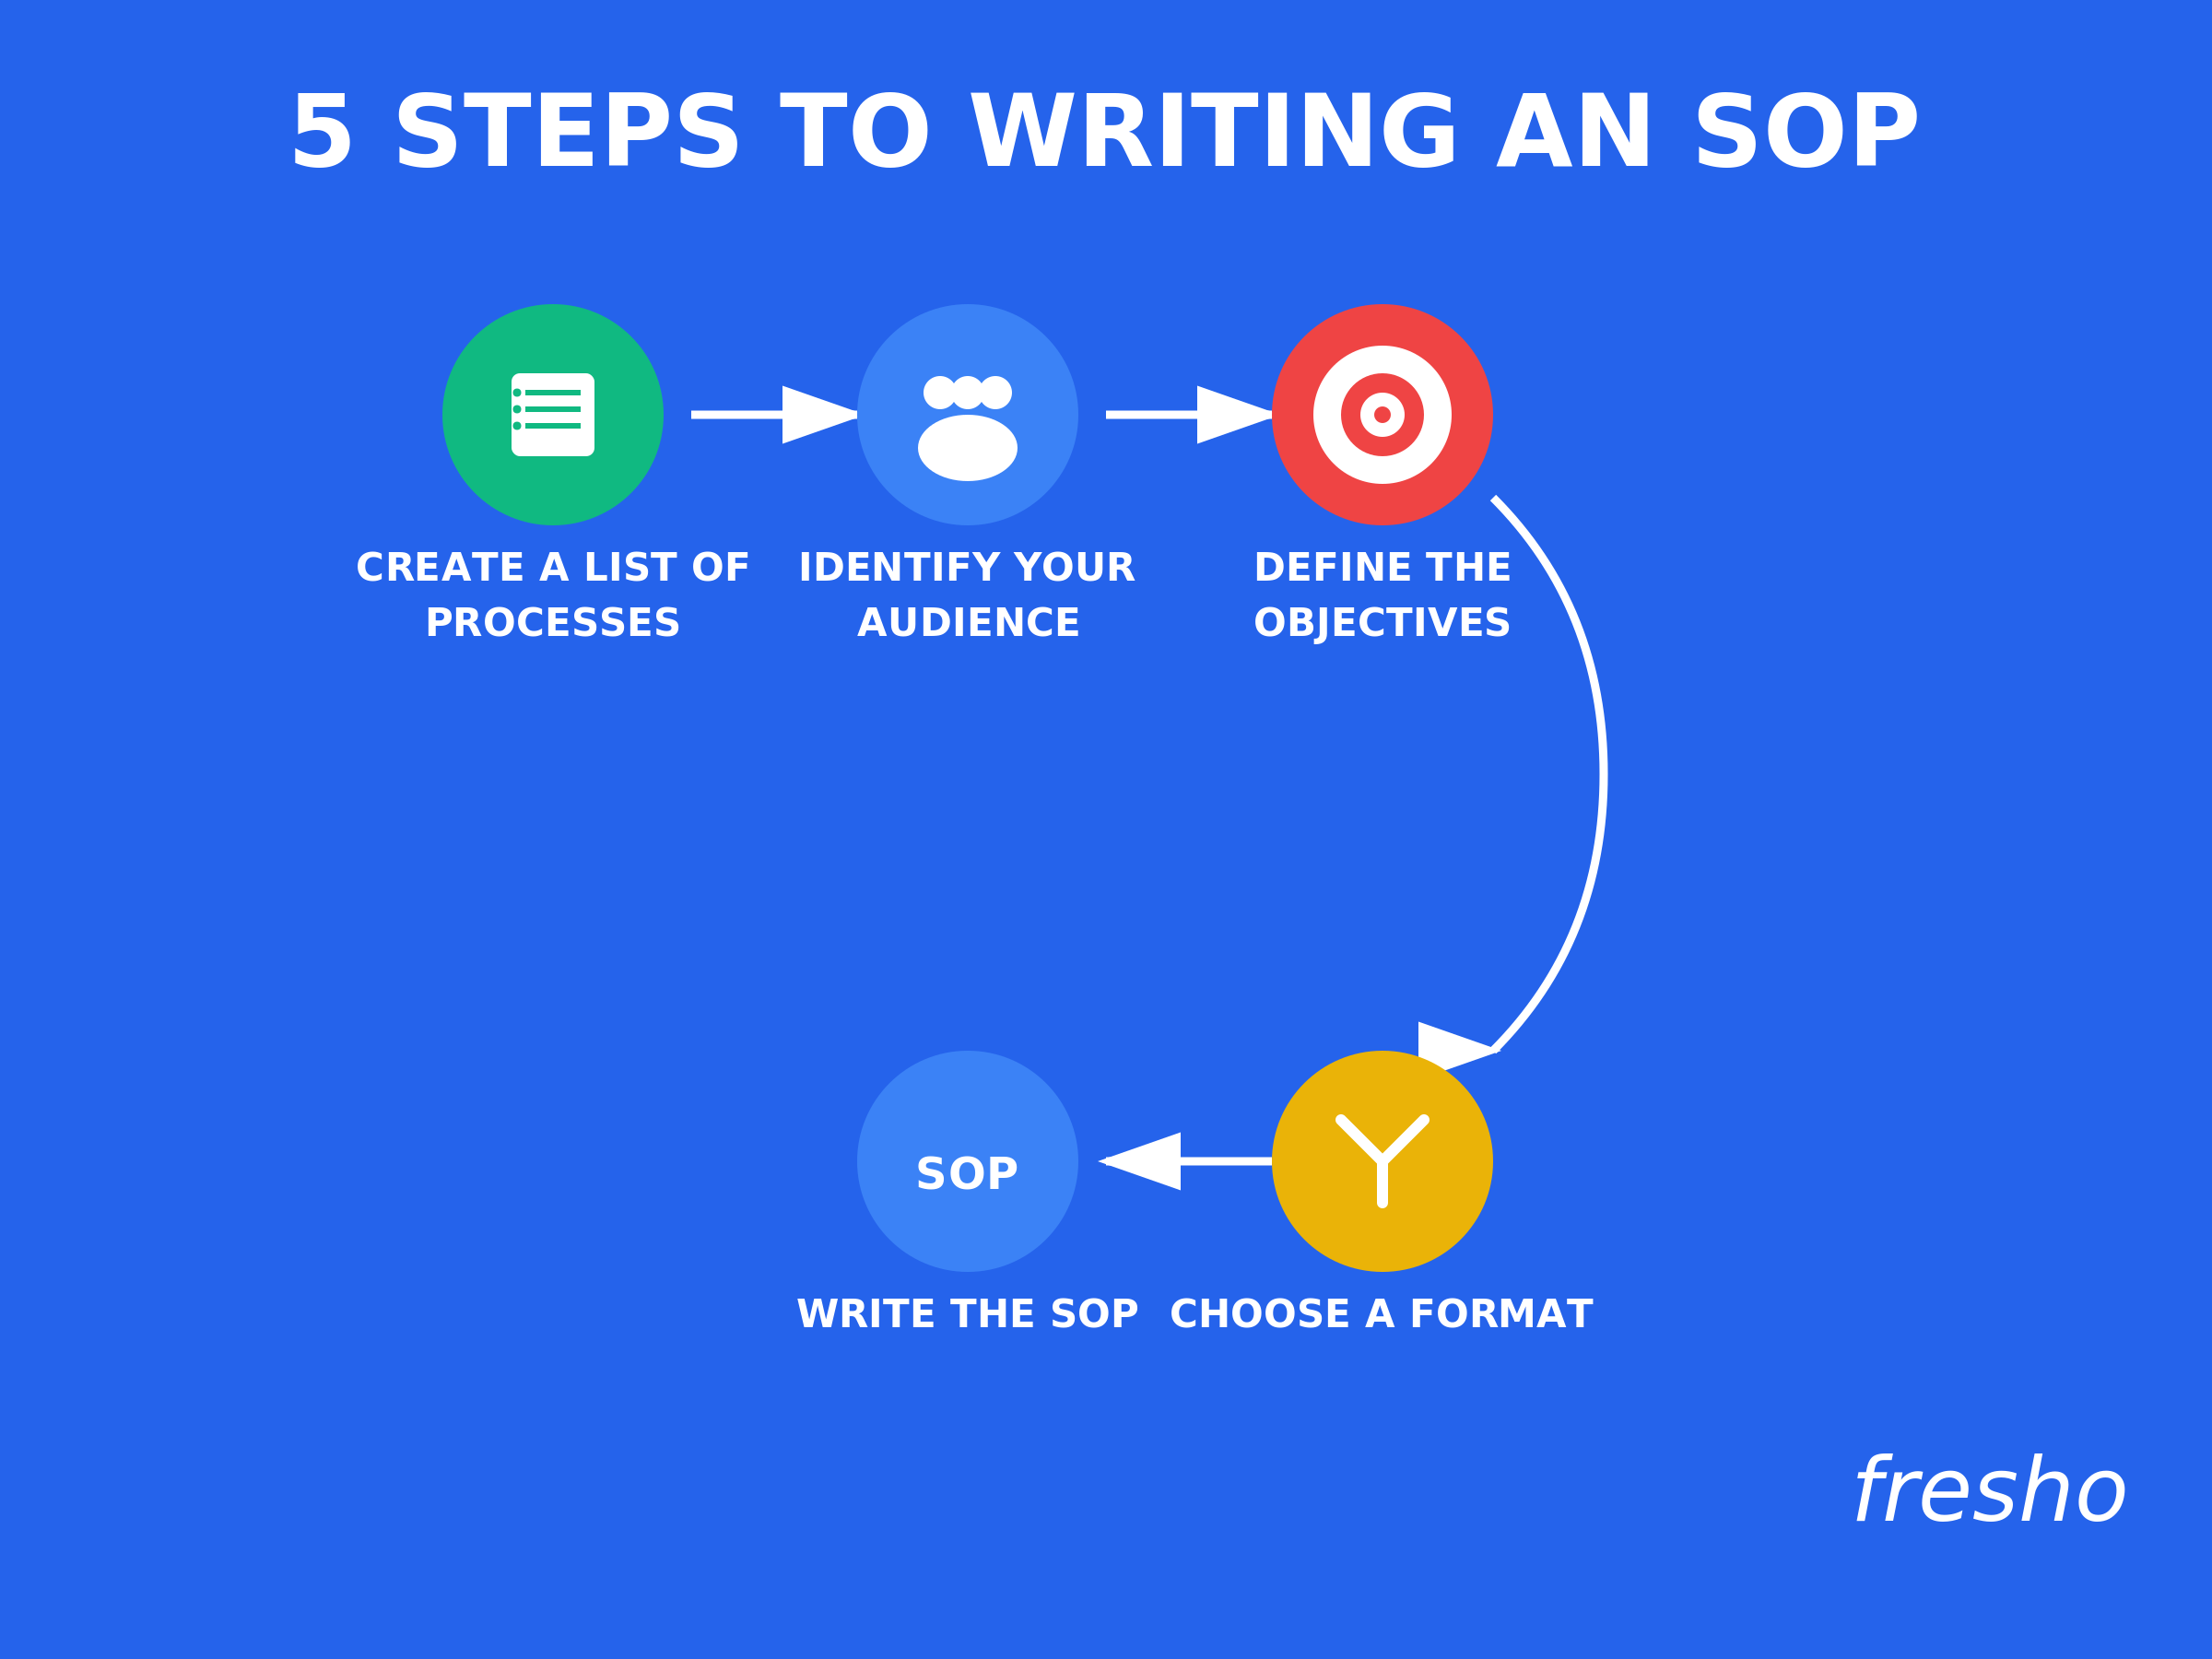 5 STEPS TO WRITING AN SOP
CREATE A LIST OF
PROCESSES
IDENTIFY YOUR
AUDIENCE
DEFINE THE
OBJECTIVES
SOP
WRITE THE SOP
CHOOSE A FORMAT
fresho